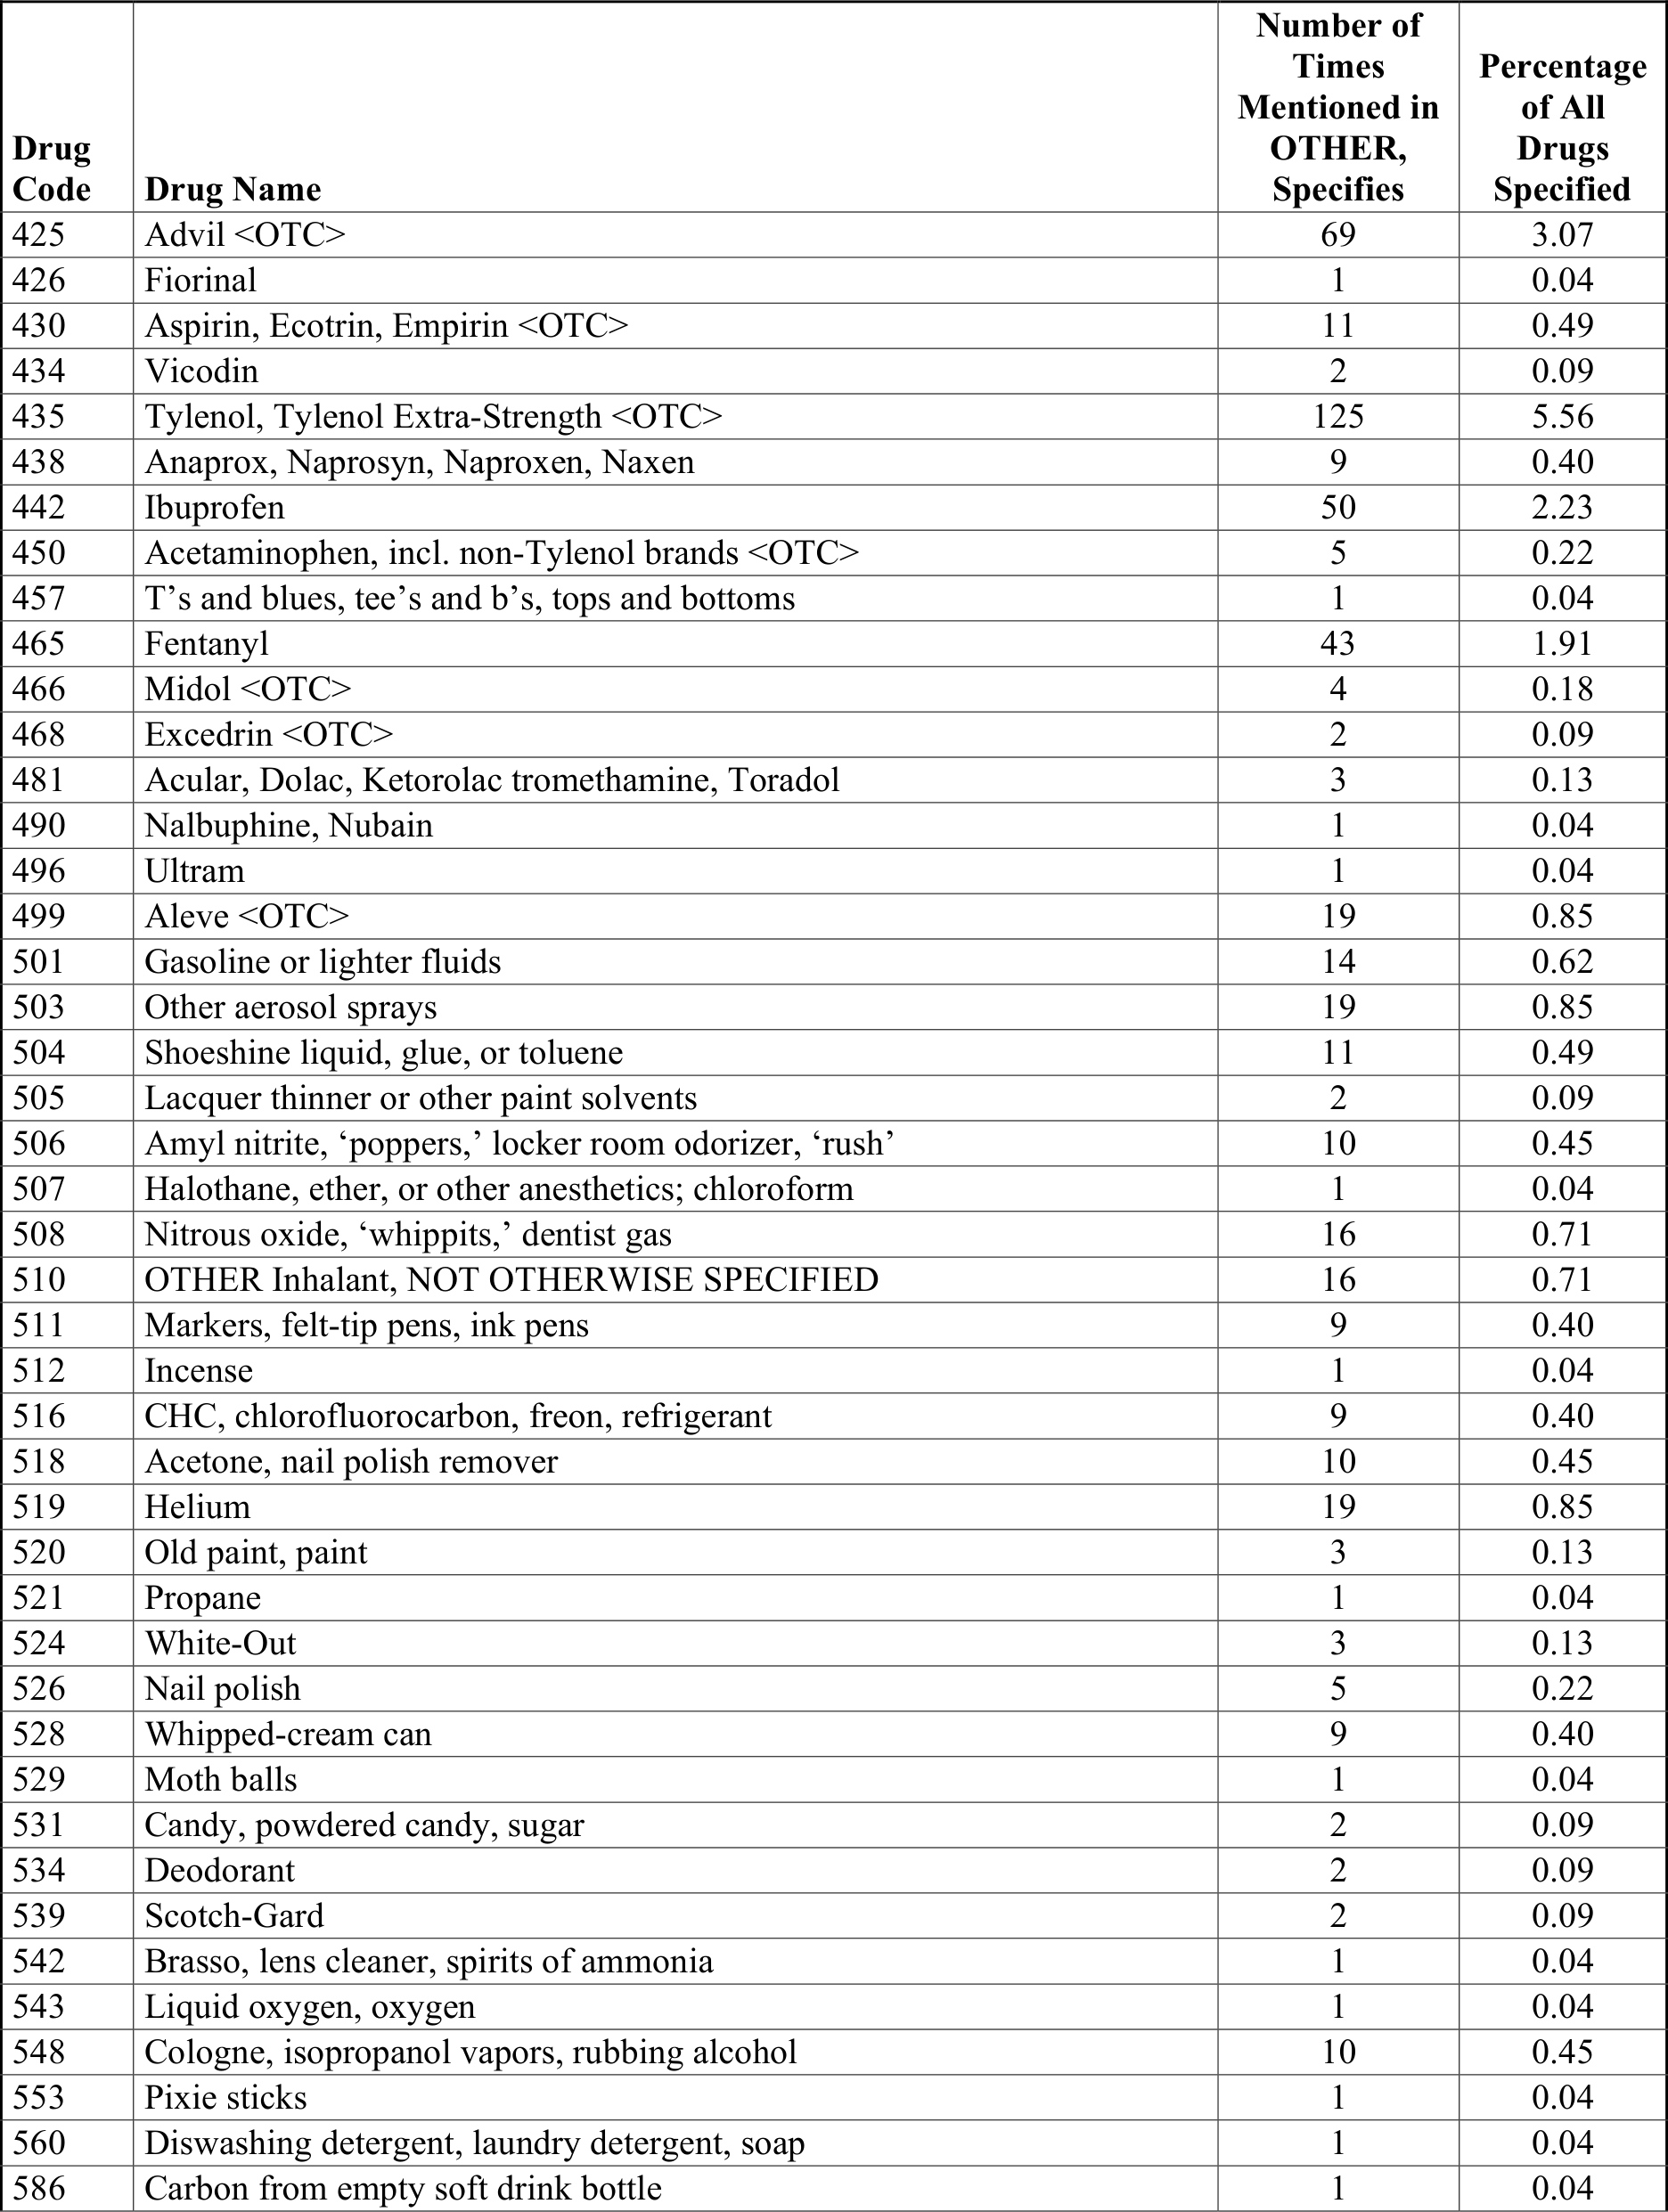 Drug Code | Drug Name | Number of Times Mentioned in OTHER, Specifies | Percentage of All Drugs Specified
425 | Advil <OTC> | 69 | 3.07
426 | Fiorinal | 1 | 0.04
430 | Aspirin, Ecotrin, Empirin <OTC> | 11 | 0.49
434 | Vicodin | 2 | 0.09
435 | Tylenol, Tylenol Extra-Strength <OTC> | 125 | 5.56
438 | Anaprox, Naprosyn, Naproxen, Naxen | 9 | 0.40
442 | Ibuprofen | 50 | 2.23
450 | Acetaminophen, incl. non-Tylenol brands <OTC> | 5 | 0.22
457 | T’s and blues, tee’s and b’s, tops and bottoms | 1 | 0.04
465 | Fentanyl | 43 | 1.91
466 | Midol <OTC> | 4 | 0.18
468 | Excedrin <OTC> | 2 | 0.09
481 | Acular, Dolac, Ketorolac tromethamine, Toradol | 3 | 0.13
490 | Nalbuphine, Nubain | 1 | 0.04
496 | Ultram | 1 | 0.04
499 | Aleve <OTC> | 19 | 0.85
501 | Gasoline or lighter fluids | 14 | 0.62
503 | Other aerosol sprays | 19 | 0.85
504 | Shoeshine liquid, glue, or toluene | 11 | 0.49
505 | Lacquer thinner or other paint solvents | 2 | 0.09
506 | Amyl nitrite, ‘poppers,’ locker room odorizer, ‘rush’ | 10 | 0.45
507 | Halothane, ether, or other anesthetics; chloroform | 1 | 0.04
508 | Nitrous oxide, ‘whippits,’ dentist gas | 16 | 0.71
510 | OTHER Inhalant, NOT OTHERWISE SPECIFIED | 16 | 0.71
511 | Markers, felt-tip pens, ink pens | 9 | 0.40
512 | Incense | 1 | 0.04
516 | CHC, chlorofluorocarbon, freon, refrigerant | 9 | 0.40
518 | Acetone, nail polish remover | 10 | 0.45
519 | Helium | 19 | 0.85
520 | Old paint, paint | 3 | 0.13
521 | Propane | 1 | 0.04
524 | White-Out | 3 | 0.13
526 | Nail polish | 5 | 0.22
528 | Whipped-cream can | 9 | 0.40
529 | Moth balls | 1 | 0.04
531 | Candy, powdered candy, sugar | 2 | 0.09
534 | Deodorant | 2 | 0.09
539 | Scotch-Gard | 2 | 0.09
542 | Brasso, lens cleaner, spirits of ammonia | 1 | 0.04
543 | Liquid oxygen, oxygen | 1 | 0.04
548 | Cologne, isopropanol vapors, rubbing alcohol | 10 | 0.45
553 | Pixie sticks | 1 | 0.04
560 | Diswashing detergent, laundry detergent, soap | 1 | 0.04
586 | Carbon from empty soft drink bottle | 1 | 0.04